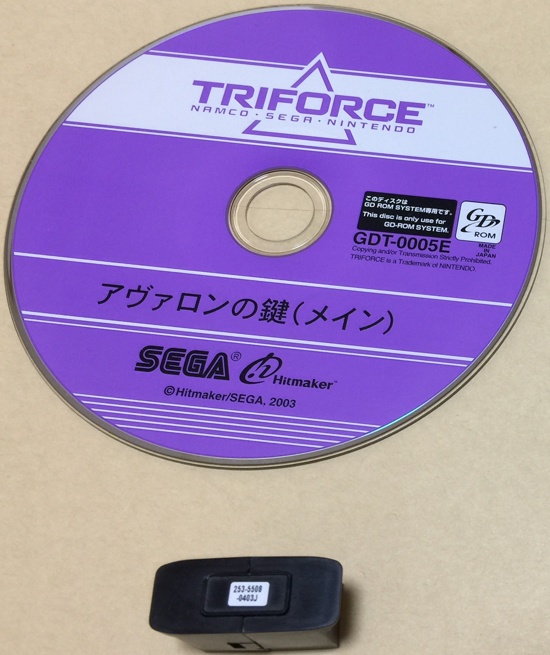 TRIFORCE™
NAMCO・SEGA・NINTENDO
このディスクは
GD ROM SYSTEM専用です。
This disc is only use for
GD-ROM SYSTEM.
GD
ROM
GDT-0005E
MADE
IN
JAPAN
Copying and/or Transmission Strictly Prohibited.
TRIFORCE is a Trademark of NINTENDO.
アヴァロンの鍵(メイン)
SEGA® Hitmaker™
©Hitmaker/SEGA, 2003
253-5508
-0403J